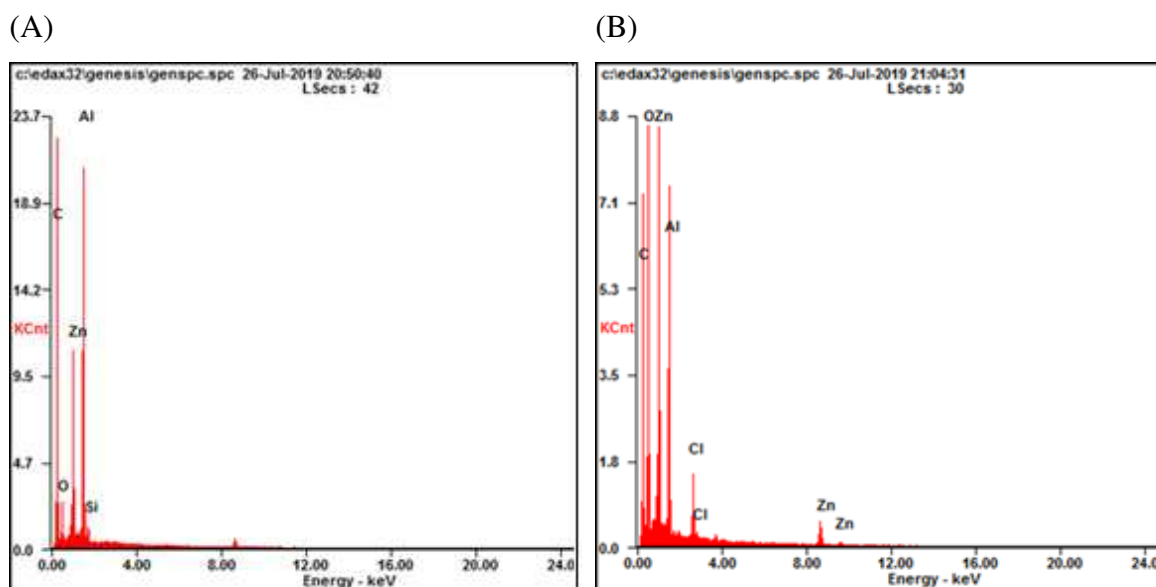 (A)
c:\edax32\genesis\genspc.spc 26-Jul-2019 20:50:40
LSecs : 42
23.7
Al
18.9
C
14.2
KCnt
Zn
9.5
4.7
O
Si
0.0
0.00 4.00 8.00 12.00 16.00 20.00 24.0
Energy - keV
(B)
c:\edax32\genesis\genspc.spc 26-Jul-2019 21:04:31
LSecs : 30
8.8
OZn
7.1
Al
C
5.3
KCnt
3.5
1.8
Cl
Cl
Zn
Zn
0.0
0.00 4.00 8.00 12.00 16.00 20.00 24.0
Energy - keV